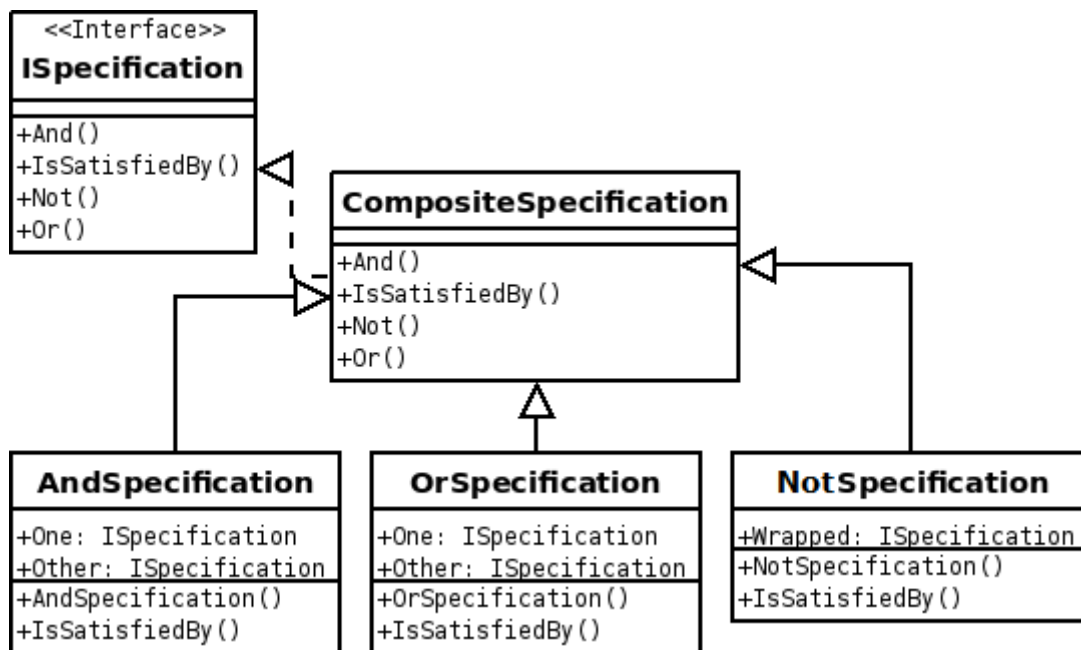 <<Interface>>
ISpecification
+And()
+IsSatisfiedBy()
+Not()
+Or()
CompositeSpecification
+And()
+IsSatisfiedBy()
+Not()
+Or()
AndSpecification
+One: ISpecification
+Other: ISpecification
+AndSpecification()
+IsSatisfiedBy()
OrSpecification
+One: ISpecification
+Other: ISpecification
+OrSpecification()
+IsSatisfiedBy()
NotSpecification
+Wrapped: ISpecification
+NotSpecification()
+IsSatisfiedBy()